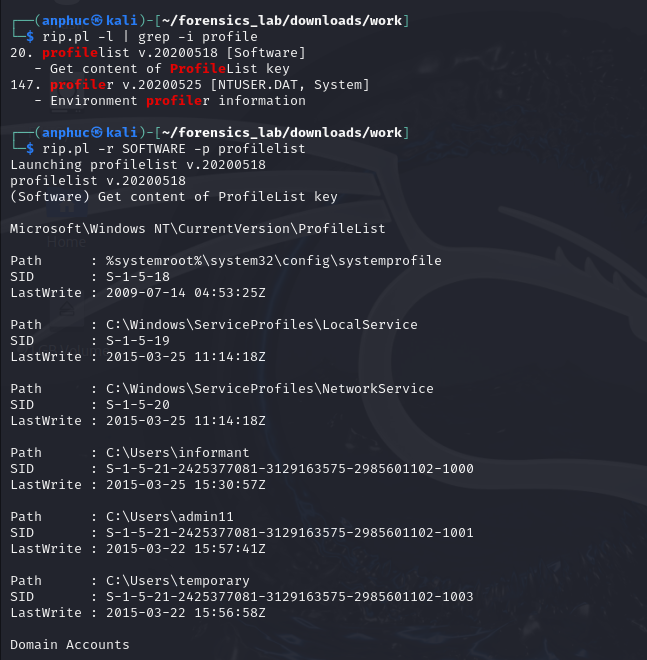 ┌──(anphuc㉿kali)-[~/forensics_lab/downloads/work]
└─$ rip.pl -l | grep -i profile
20. profilelist v.20200518 [Software]
   - Get content of ProfileList key
147. profiler v.20200525 [NTUSER.DAT, System]
   - Environment profiler information

┌──(anphuc㉿kali)-[~/forensics_lab/downloads/work]
└─$ rip.pl -r SOFTWARE -p profilelist
Launching profilelist v.20200518
profilelist v.20200518
(Software) Get content of ProfileList key

Microsoft\Windows NT\CurrentVersion\ProfileList

Path      : %systemroot%\system32\config\systemprofile
SID       : S-1-5-18
LastWrite : 2009-07-14 04:53:25Z

Path      : C:\Windows\ServiceProfiles\LocalService
SID       : S-1-5-19
LastWrite : 2015-03-25 11:14:18Z

Path      : C:\Windows\ServiceProfiles\NetworkService
SID       : S-1-5-20
LastWrite : 2015-03-25 11:14:18Z

Path      : C:\Users\informant
SID       : S-1-5-21-2425377081-3129163575-2985601102-1000
LastWrite : 2015-03-25 15:30:57Z

Path      : C:\Users\admin11
SID       : S-1-5-21-2425377081-3129163575-2985601102-1001
LastWrite : 2015-03-22 15:57:41Z

Path      : C:\Users\temporary
SID       : S-1-5-21-2425377081-3129163575-2985601102-1003
LastWrite : 2015-03-22 15:56:58Z

Domain Accounts
Home